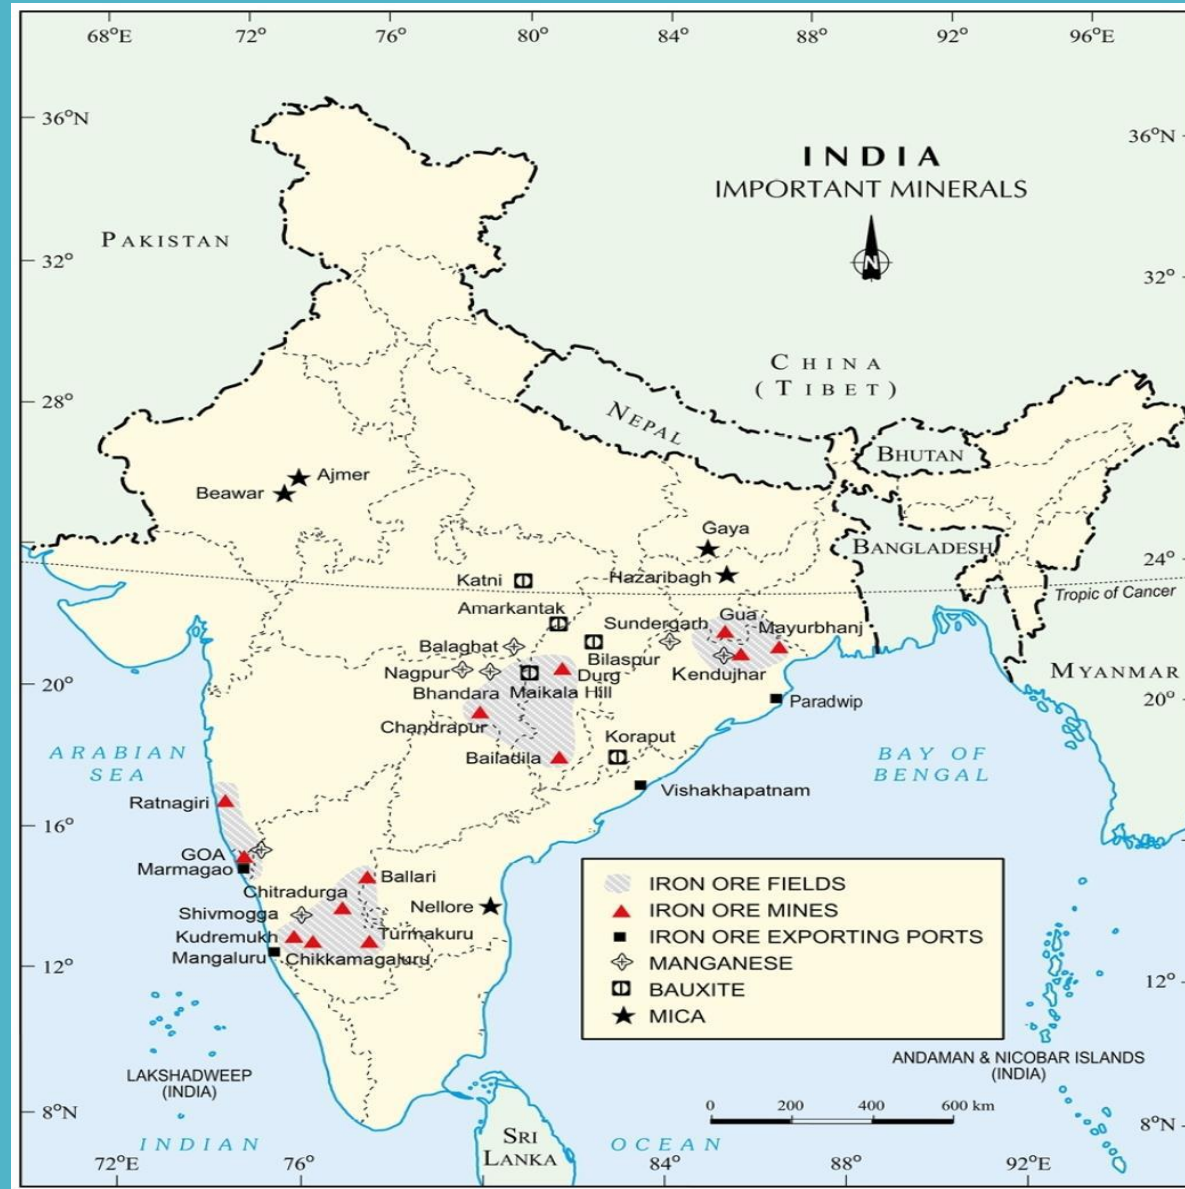 68°E 72° 76° 80° 84° 88° 92° 96°E
36°N
36°N
INDIA
IMPORTANT MINERALS
N
PAKISTAN
32°
32°
CHINA
(TIBET)
28°
NEPAL
BHUTAN
Ajmer
Beawar
Gaya
BANGLADESH
24°
Katni
Hazaribagh
Tropic of Cancer
Amarkantak
Sundergarh
Gua
Mayurbhanj
Balaghat
Bilaspur
Nagpur
Durg
Kendujhar
MYANMAR
20°
Bhandara
Maikala Hill
20°
Paradwip
Chandrapur
Koraput
ARABIAN
SEA
Bailadila
BAY OF
BENGAL
Vishakhapatnam
Ratnagiri
16°
GOA
Marmagao
Ballari
Chitradurga
Nellore
Shivmogga
Kudremukh
Turmakuru
Mangaluru
Chikkamagaluru
12°
12°
IRON ORE FIELDS
IRON ORE MINES
IRON ORE EXPORTING PORTS
MANGANESE
BAUXITE
MICA
LAKSHADWEEP
(INDIA)
ANDAMAN & NICOBAR ISLANDS
(INDIA)
8°N
0 200 400 600 km
8°N
INDIAN
OCEAN
SRI
LANKA
72°E 76° 84° 88° 92°E